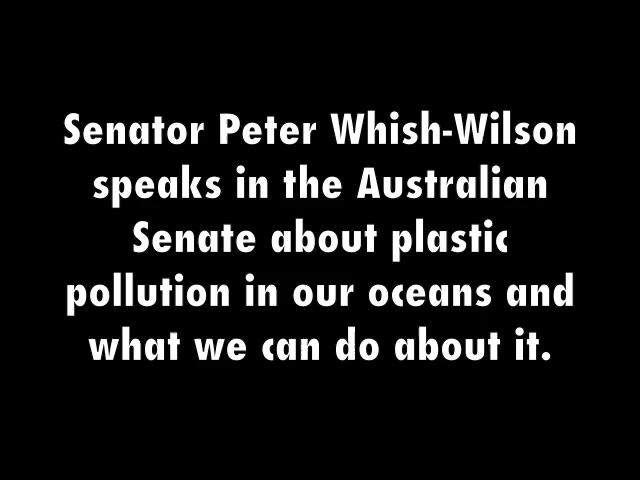 Senator Peter Whish-Wilson
speaks in the Australian
Senate about plastic
pollution in our oceans and
what we can do about it.